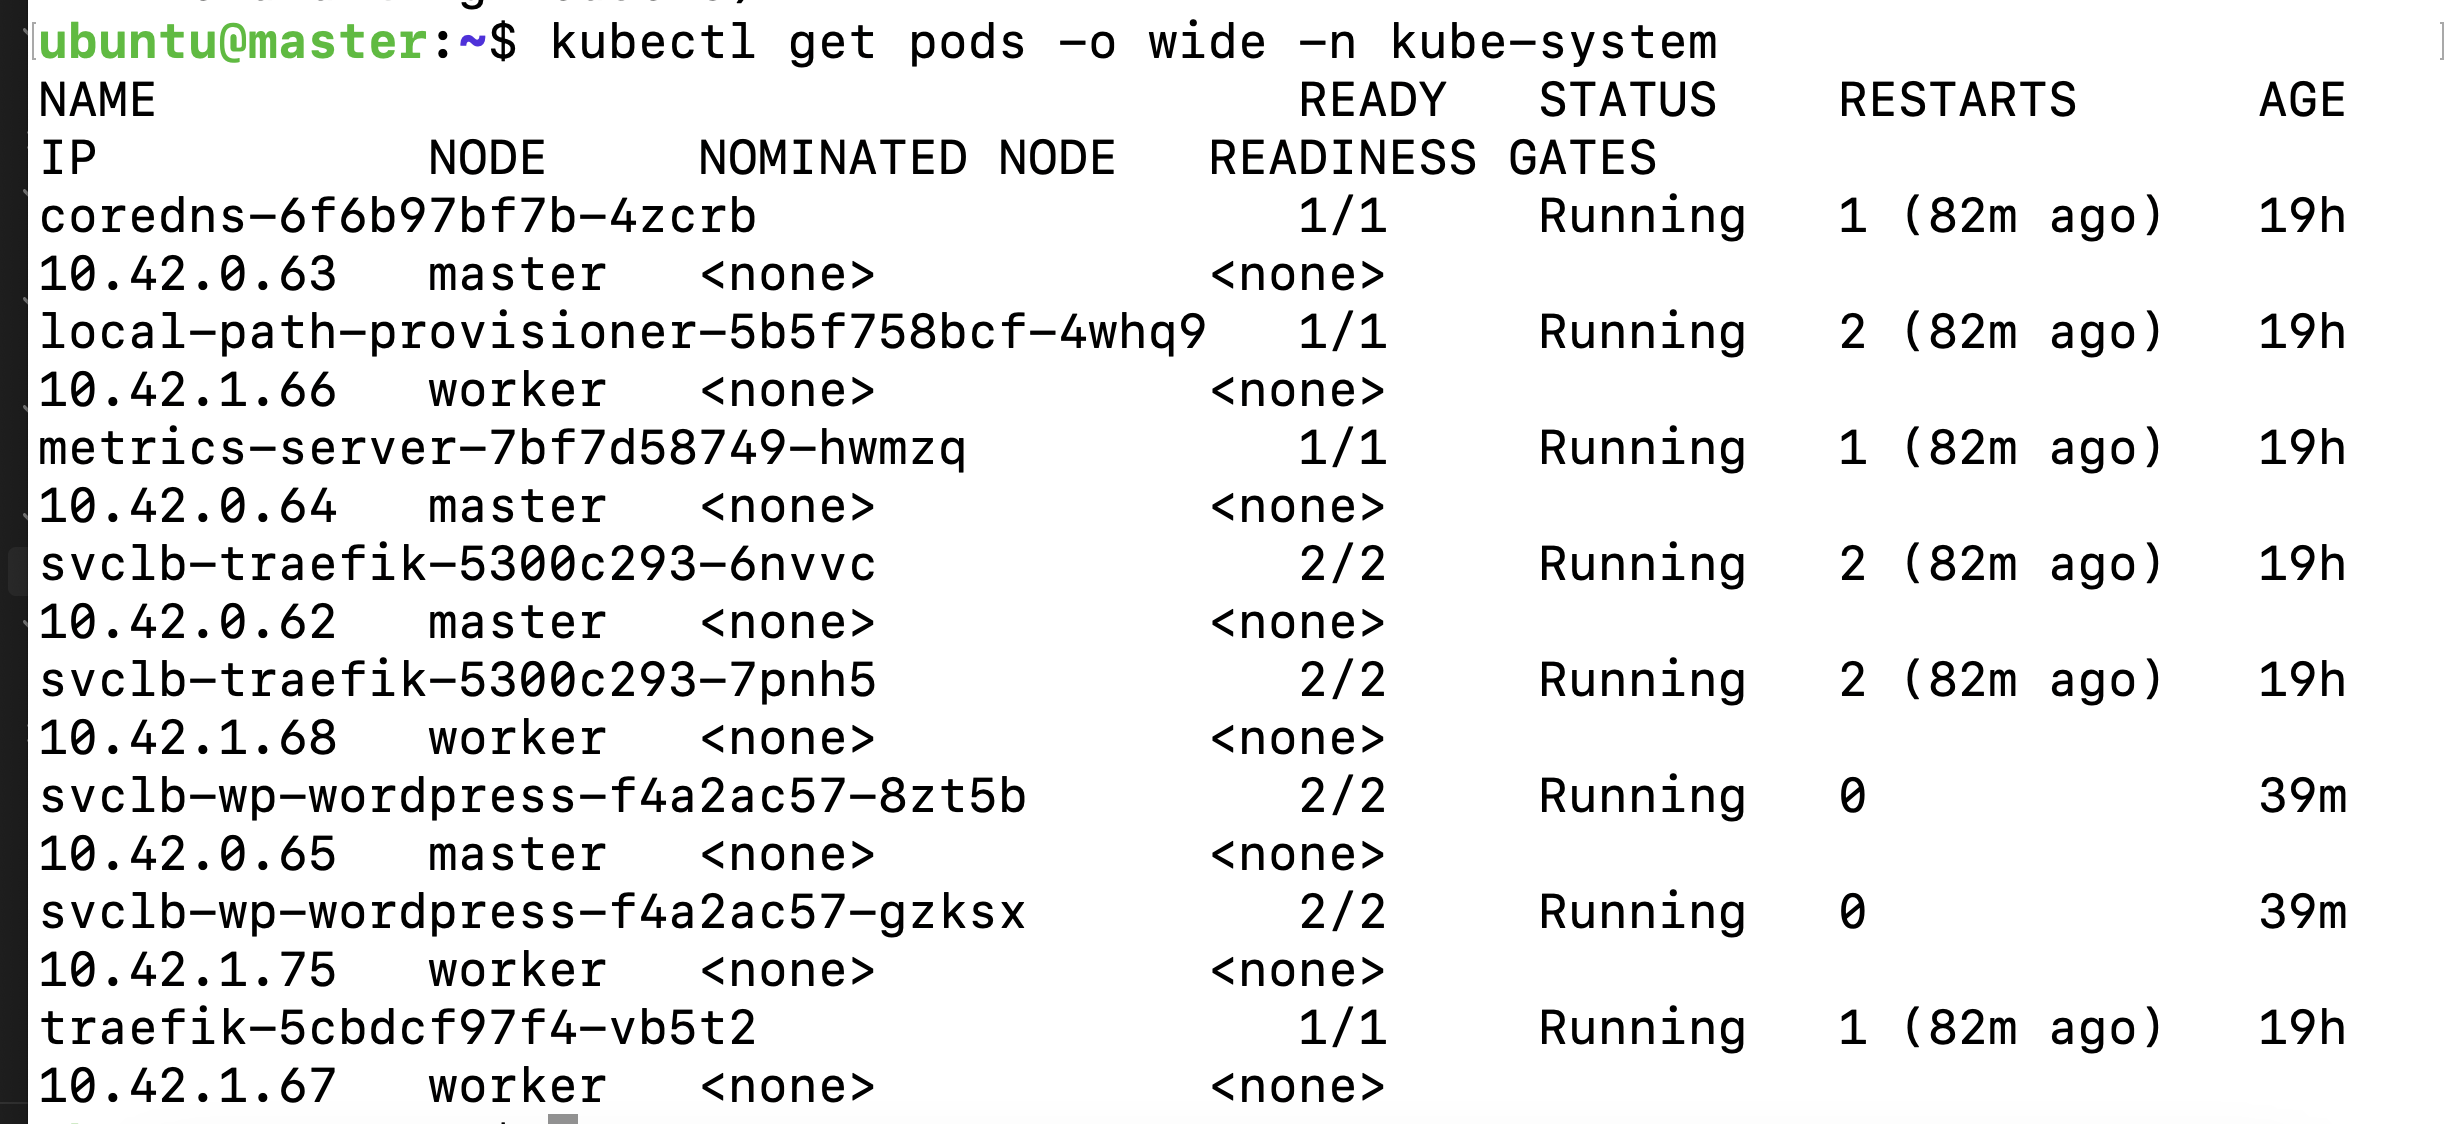 ubuntu@master:~$ kubectl get pods -o wide -n kube-system
NAME READY STATUS RESTARTS AGE
IP NODE NOMINATED NODE READINESS GATES
coredns-6f6b97bf7b-4zcrb 1/1 Running 1 (82m ago) 19h
10.42.0.63 master <none> <none>
local-path-provisioner-5b5f758bcf-4whq9 1/1 Running 2 (82m ago) 19h
10.42.1.66 worker <none> <none>
metrics-server-7bf7d58749-hwmzq 1/1 Running 1 (82m ago) 19h
10.42.0.64 master <none> <none>
svclb-traefik-5300c293-6nvvc 2/2 Running 2 (82m ago) 19h
10.42.0.62 master <none> <none>
svclb-traefik-5300c293-7pnh5 2/2 Running 2 (82m ago) 19h
10.42.1.68 worker <none> <none>
svclb-wp-wordpress-f4a2ac57-8zt5b 2/2 Running 0 39m
10.42.0.65 master <none> <none>
svclb-wp-wordpress-f4a2ac57-gzksx 2/2 Running 0 39m
10.42.1.75 worker <none> <none>
traefik-5cbdcf97f4-vb5t2 1/1 Running 1 (82m ago) 19h
10.42.1.67 worker <none> <none>